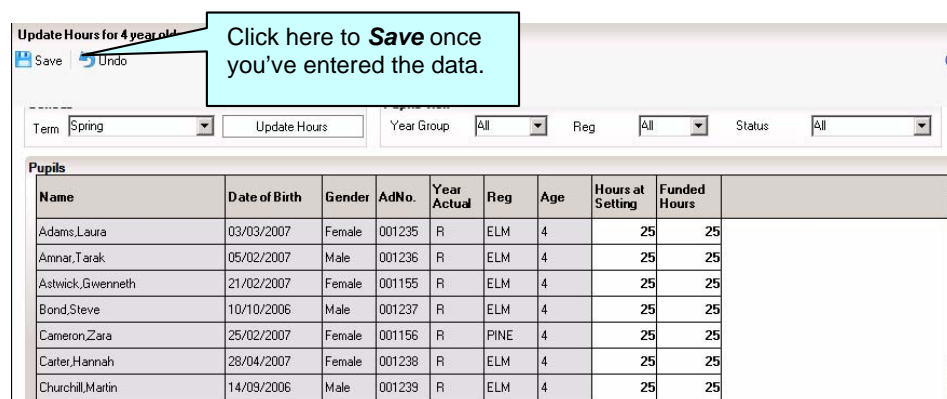 Update Hours for 4 year old
Click here to Save once
you've entered the data.
Save Undo
Term Spring Update Hours Year Group All Reg All Status All
Pupils
Name Date of Birth Gender AdNo. Year Actual Reg Age Hours at Setting Funded Hours
Adams,Laura 03/03/2007 Female 001235 R ELM 4 25 25
Amnar,Tarak 05/02/2007 Male 001236 R ELM 4 25 25
Astwick,Gwenneth 21/02/2007 Female 001155 R ELM 4 25 25
Bond,Steve 10/10/2006 Male 001237 R ELM 4 25 25
Cameron,Zara 25/02/2007 Female 001156 R PINE 4 25 25
Carter,Hannah 28/04/2007 Female 001238 R ELM 4 25 25
Churchill,Martin 14/09/2006 Male 001239 R ELM 4 25 25